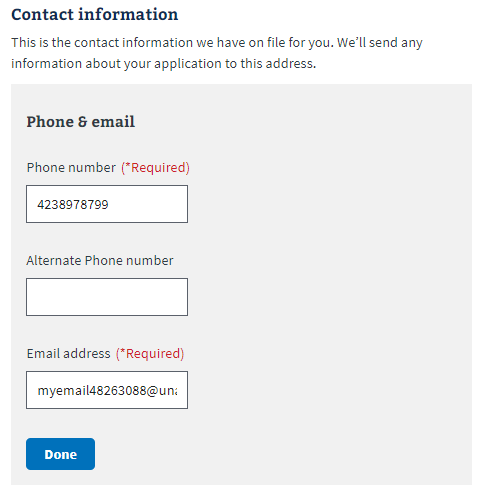 Contact information
This is the contact information we have on file for you. We’ll send any
information about your application to this address.
Phone & email
Phone number (*Required)
4238978799
Alternate Phone number
Email address (*Required)
myemail48263088@una
Done